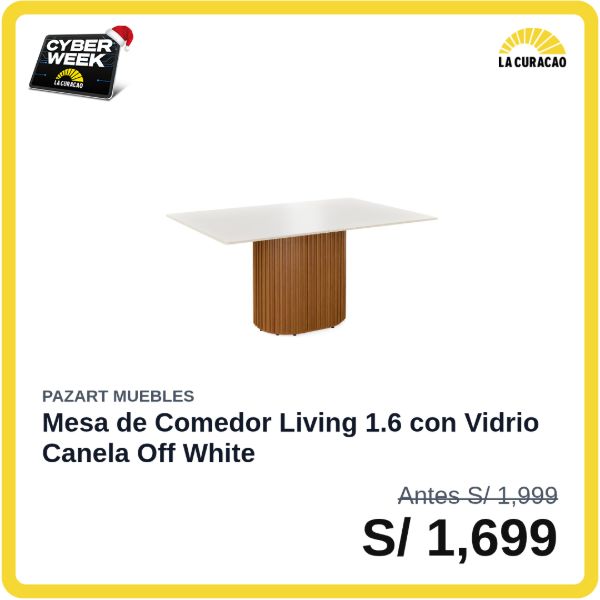 CYBER
WEEK
LA CURACAO
LA CURACAO
PAZART MUEBLES
Mesa de Comedor Living 1.6 con Vidrio
Canela Off White
Antes S/ 1,999
S/ 1,699